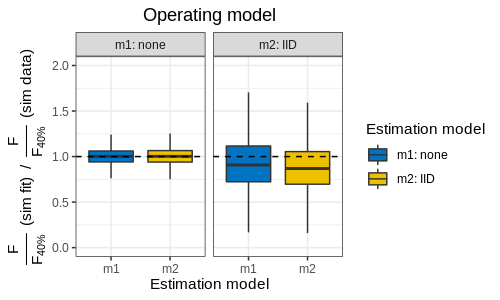 Operating model
m1: none
m2: IID
F/F40% (sim fit) / F/F40% (sim data)
2.0
1.5
1.0
0.5
0.0
m1
m2
m1
m2
Estimation model
Estimation model
m1: none
m2: IID